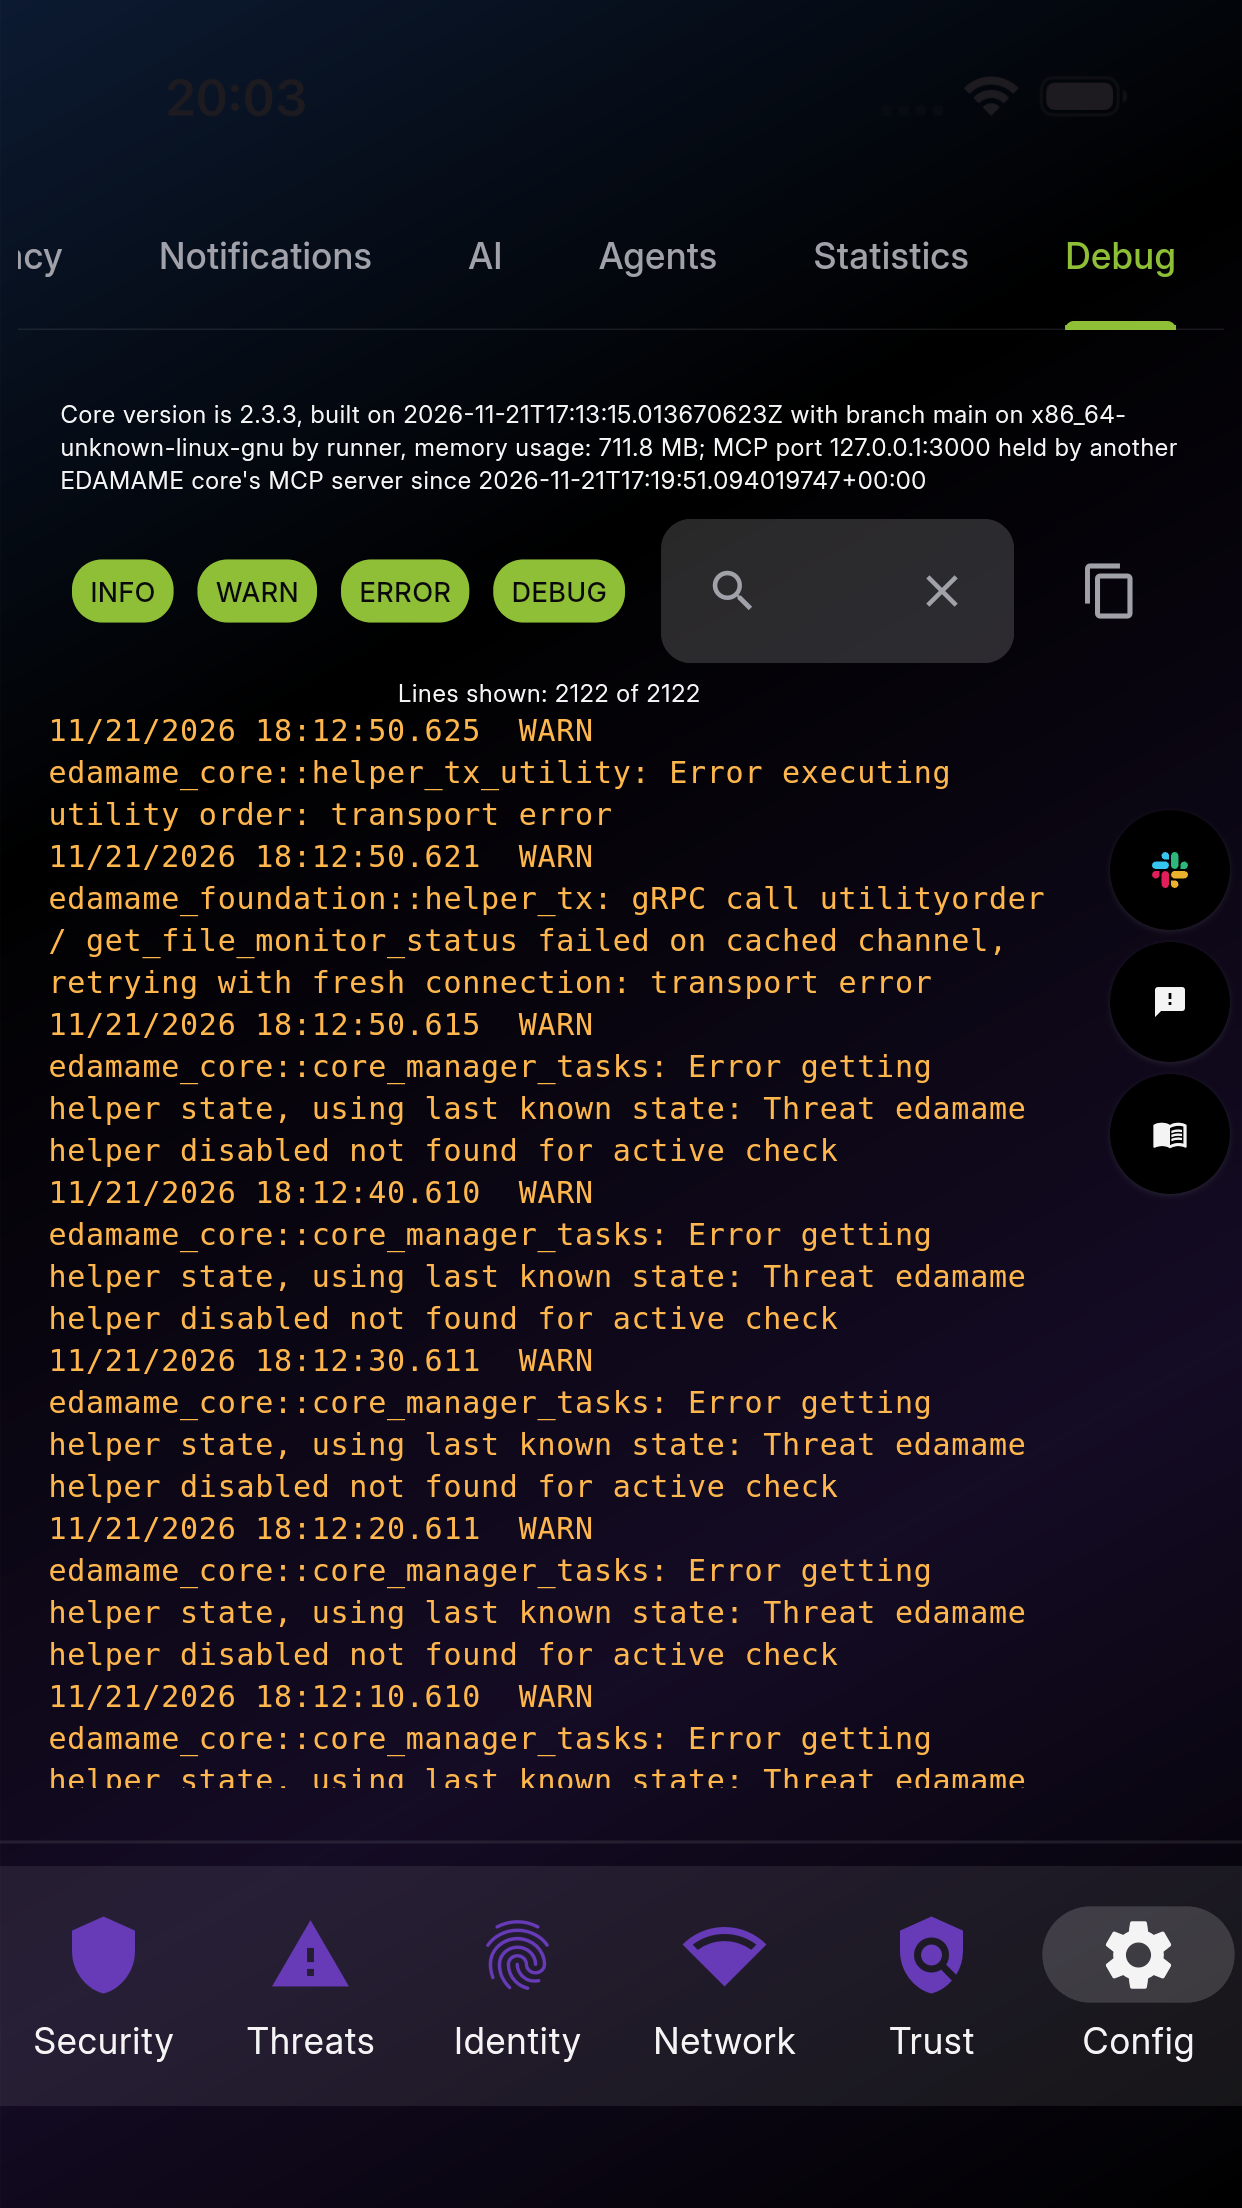 20:03
ncy Notifications AI Agents Statistics Debug
Core version is 2.3.3, built on 2026-11-21T17:13:15.013670623Z with branch main on x86_64-
unknown-linux-gnu by runner, memory usage: 711.8 MB; MCP port 127.0.0.1:3000 held by another
EDAMAME core's MCP server since 2026-11-21T17:19:51.094019747+00:00
INFO WARN ERROR DEBUG
Lines shown: 2122 of 2122
11/21/2026 18:12:50.625  WARN
edamame_core::helper_tx_utility: Error executing
utility order: transport error
11/21/2026 18:12:50.621  WARN
edamame_foundation::helper_tx: gRPC call utilityorder
/ get_file_monitor_status failed on cached channel,
retrying with fresh connection: transport error
11/21/2026 18:12:50.615  WARN
edamame_core::core_manager_tasks: Error getting
helper state, using last known state: Threat edamame
helper disabled not found for active check
11/21/2026 18:12:40.610  WARN
edamame_core::core_manager_tasks: Error getting
helper state, using last known state: Threat edamame
helper disabled not found for active check
11/21/2026 18:12:30.611  WARN
edamame_core::core_manager_tasks: Error getting
helper state, using last known state: Threat edamame
helper disabled not found for active check
11/21/2026 18:12:20.611  WARN
edamame_core::core_manager_tasks: Error getting
helper state, using last known state: Threat edamame
helper disabled not found for active check
11/21/2026 18:12:10.610  WARN
edamame_core::core_manager_tasks: Error getting
helper state, using last known state: Threat edamame
Security Threats Identity Network Trust Config